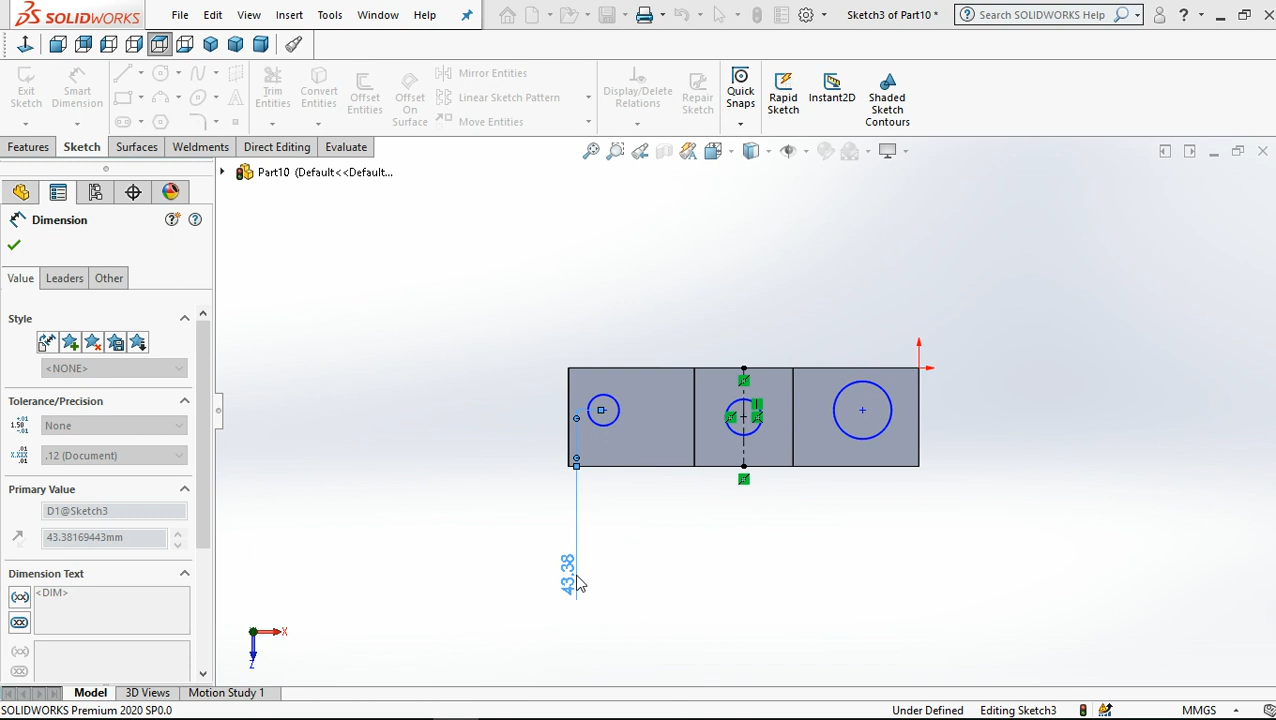 SOLIDWORKS File Edit View Insert Tools Window Help Sketch3 of Part10 * Search SOLIDWORKS Help ?
Exit Sketch Smart Dimension Trim Entities Convert Entities Offset Entities Offset On Surface Mirror Entities Linear Sketch Pattern Move Entities Display/Delete Relations Repair Sketch Quick Snaps Rapid Sketch Instant2D Shaded Sketch Contours
Features Sketch Surfaces Weldments Direct Editing Evaluate
Part10 (Default<<Default...
Dimension
Value Leaders Other
Style
<NONE>
Tolerance/Precision
None
.12 (Document)
Primary Value
D1@Sketch3
43.38169443mm
Dimension Text
<DIM>
43.38
X
Z
Model 3D Views Motion Study 1
SOLIDWORKS Premium 2020 SP0.0 Under Defined Editing Sketch3 MMGS